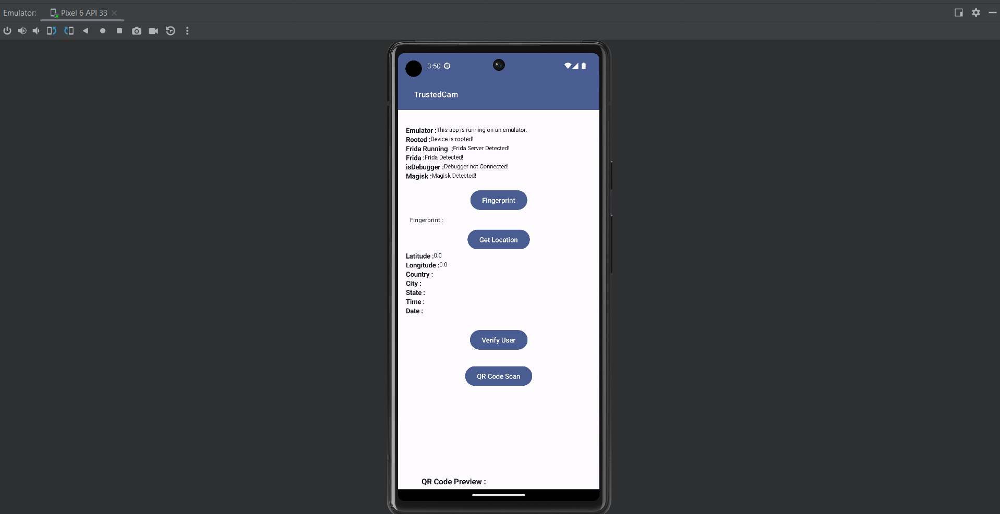 Emulator: Pixel 6 API 33
3:50
TrustedCam
Emulator :This app is running on an emulator.
Rooted :Device is rooted!
Frida Running  :Frida Server Detected!
Frida :Frida Detected!
isDebugger :Debugger not Connected!
Magisk :Magisk Detected!
Fingerprint
Fingerprint :
Get Location
Latitude :0.0
Longitude :0.0
Country :
City :
State :
Time :
Date :
Verify User
QR Code Scan
QR Code Preview :